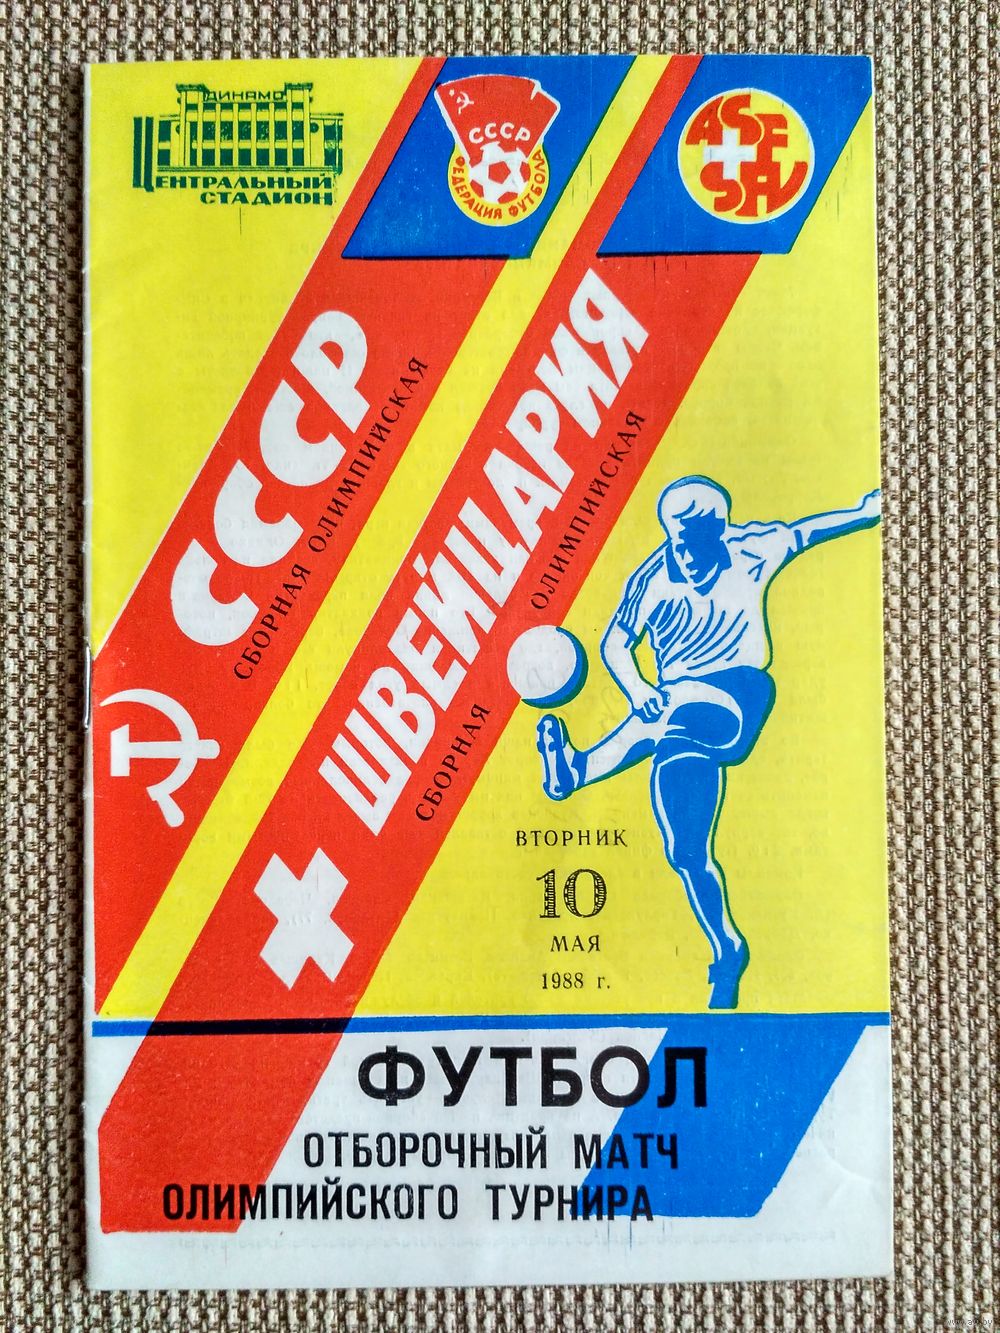 ДИНАМО
ЦЕНТРАЛЬНЫЙ
СТАДИОН
СССР
ФЕДЕРАЦИЯ ФУТБОЛА
ASF
SFV
СССР
СБОРНАЯ ОЛИМПИЙСКАЯ
ШВЕЙЦАРИЯ
СБОРНАЯ ОЛИМПИЙСКАЯ
ВТОРНИК
10
МАЯ
1988 г.
ФУТБОЛ
ОТБОРОЧНЫЙ МАТЧ
ОЛИМПИЙСКОГО ТУРНИРА